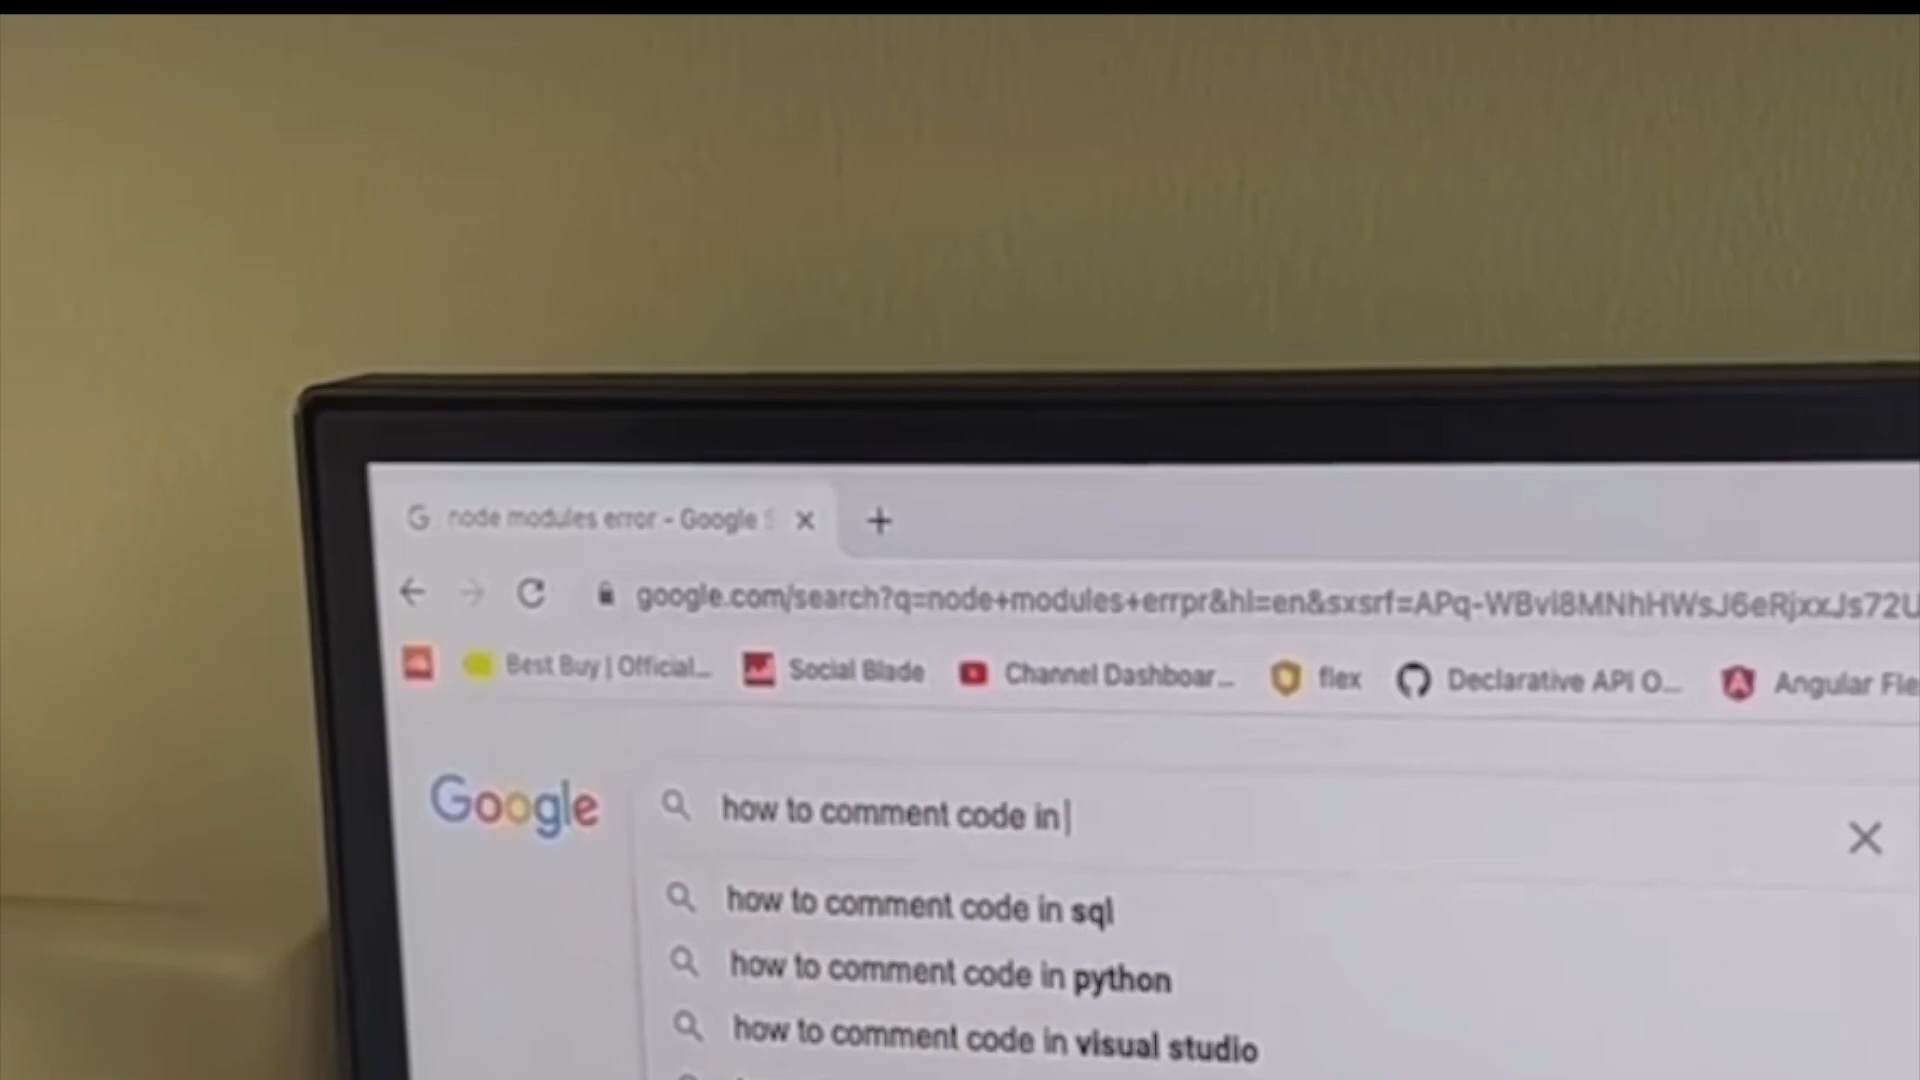 node modules error - Google S
google.com/search?q=node+modules+errpr&hl=en&sxsrf=APq-WBvl8MNhHWsJ6eRjxxJs72U
Best Buy | Official... Social Blade Channel Dashboar... flex Declarative API O... Angular Fle
Google how to comment code in
how to comment code in sql
how to comment code in python
how to comment code in visual studio